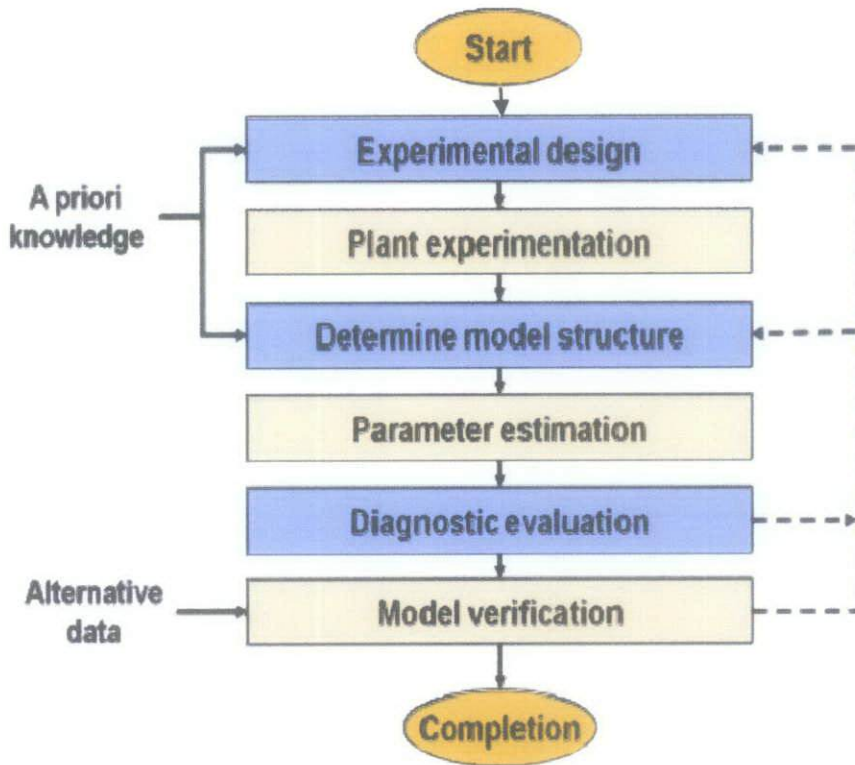 Start
Experimental design
A priori
knowledge
Plant experimentation
Determine model structure
Parameter estimation
Diagnostic evaluation
Alternative
data
Model verification
Completion